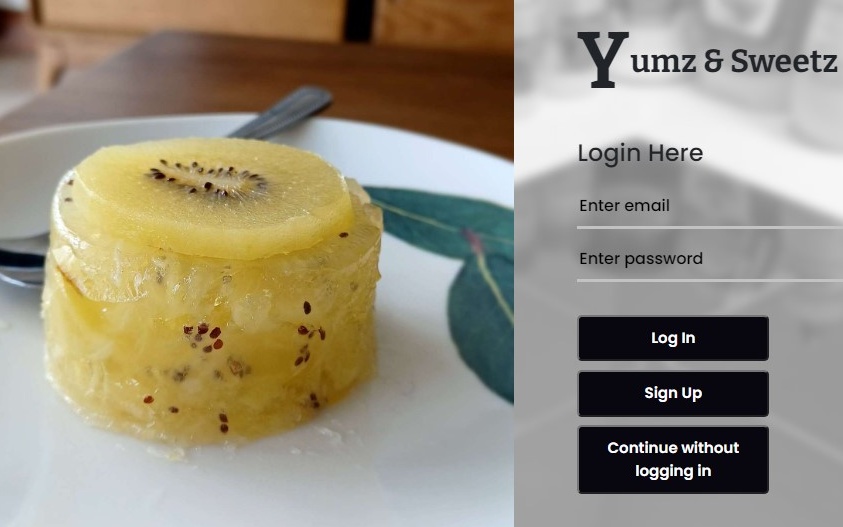 Yumz & Sweetz
Login Here
Enter email
Enter password
Log In
Sign Up
Continue without
logging in